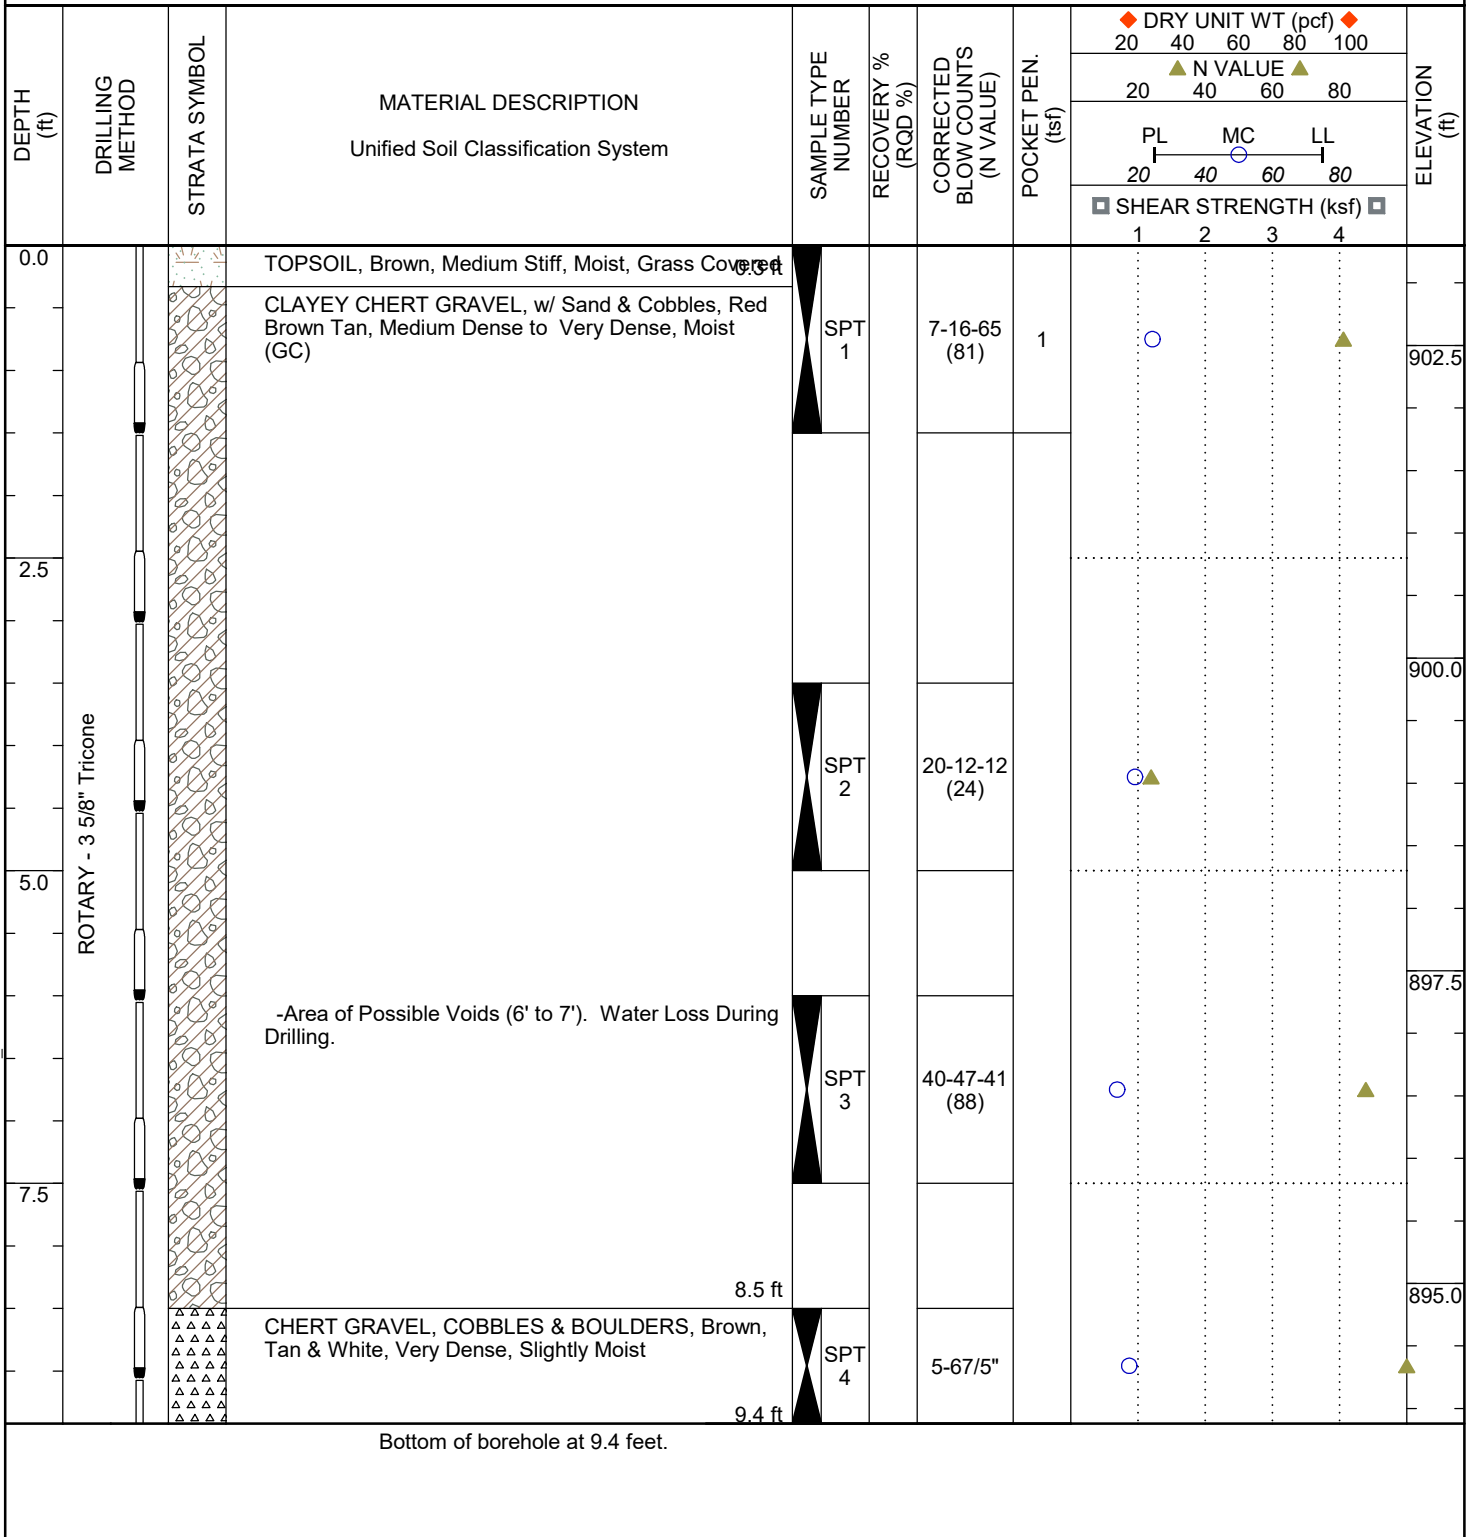 DEPTH
(ft)
DRILLING
METHOD
STRATA SYMBOL
MATERIAL DESCRIPTION
Unified Soil Classification System
SAMPLE TYPE
NUMBER
RECOVERY %
(RQD %)
CORRECTED
BLOW COUNTS
(N VALUE)
POCKET PEN.
(tsf)
DRY UNIT WT (pcf)
20 40 60 80 100
N VALUE
20 40 60 80
PL MC LL
20 40 60 80
SHEAR STRENGTH (ksf)
1 2 3 4
ELEVATION
(ft)
0.0
TOPSOIL, Brown, Medium Stiff, Moist, Grass Covered
0.3 ft
CLAYEY CHERT GRAVEL, w/ Sand & Cobbles, Red
Brown Tan, Medium Dense to Very Dense, Moist
(GC)
SPT
1
7-16-65
(81)
1
902.5
2.5
900.0
SPT
2
20-12-12
(24)
ROTARY - 3 5/8" Tricone
5.0
897.5
-Area of Possible Voids (6' to 7'). Water Loss During
Drilling.
SPT
3
40-47-41
(88)
7.5
8.5 ft
895.0
CHERT GRAVEL, COBBLES & BOULDERS, Brown,
Tan & White, Very Dense, Slightly Moist
SPT
4
5-67/5"
9.4 ft
Bottom of borehole at 9.4 feet.